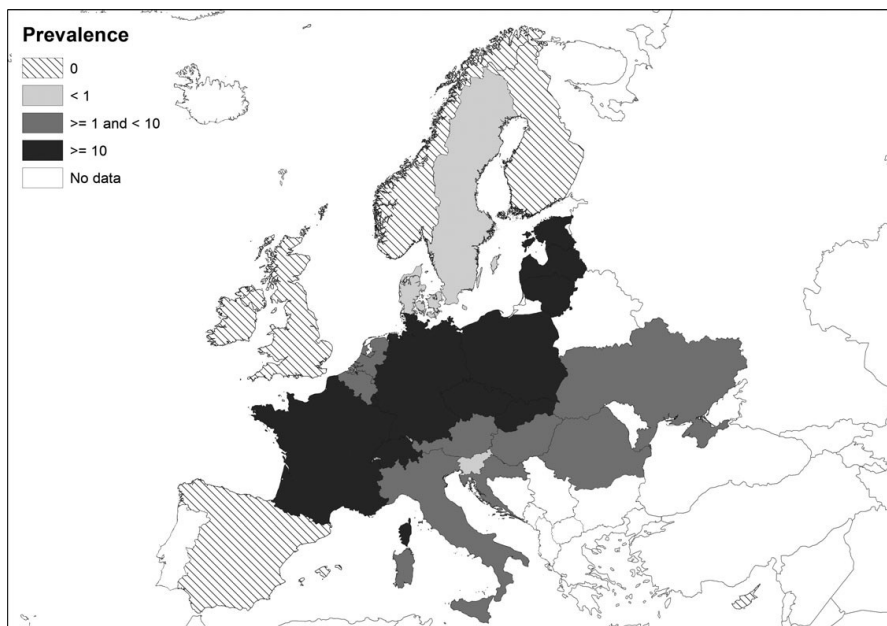 Prevalence
0
< 1
>= 1 and < 10
>= 10
No data